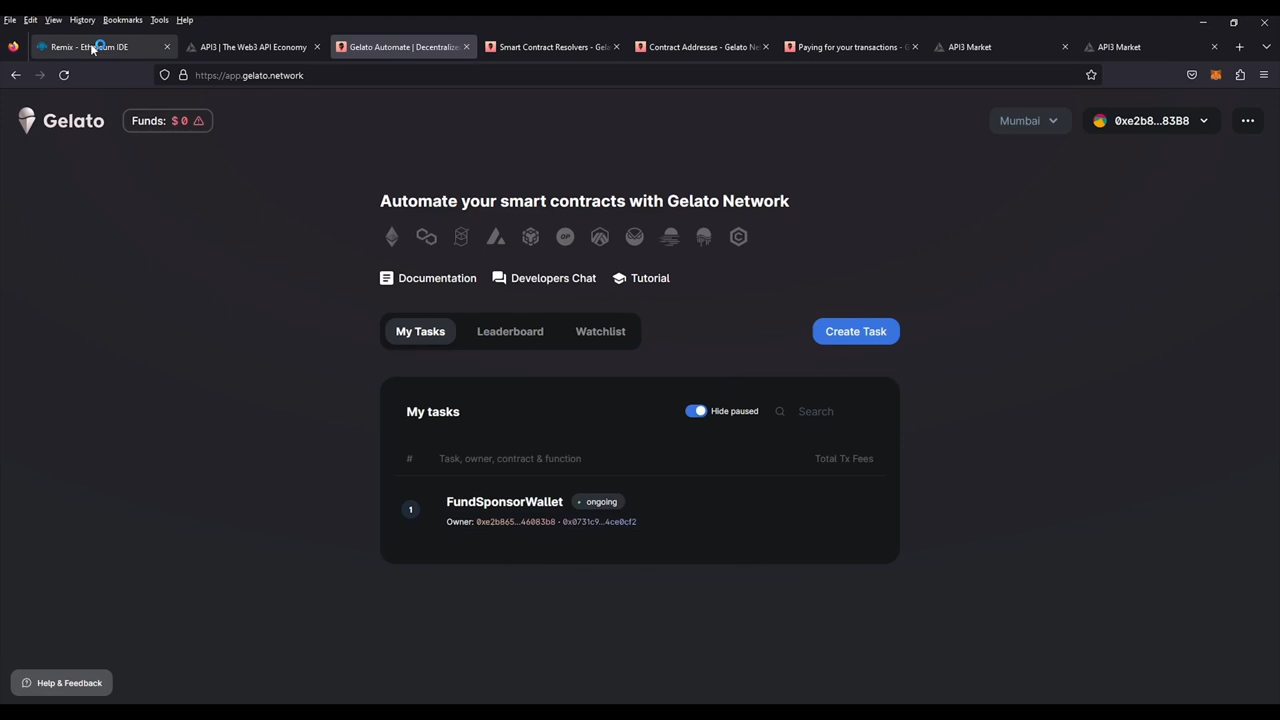 File Edit View History Bookmarks Tools Help
Remix - Ethereum IDE
API3 | The Web3 API Economy
Gelato Automate | Decentralize
Smart Contract Resolvers - Gela
Contract Addresses - Gelato Ne
Paying for your transactions - G
API3 Market
API3 Market
https://app.gelato.network
Gelato
Funds: $ 0
Mumbai
0xe2b8...83B8
Automate your smart contracts with Gelato Network
OP
Documentation
Developers Chat
Tutorial
My Tasks
Leaderboard
Watchlist
Create Task
My tasks
Hide paused
Search
# Task, owner, contract & function Total Tx Fees
1
FundSponsorWallet
ongoing
Owner: 0xe2b865...46083b8 - 0x0731c9...4ce0cf2
Help & Feedback